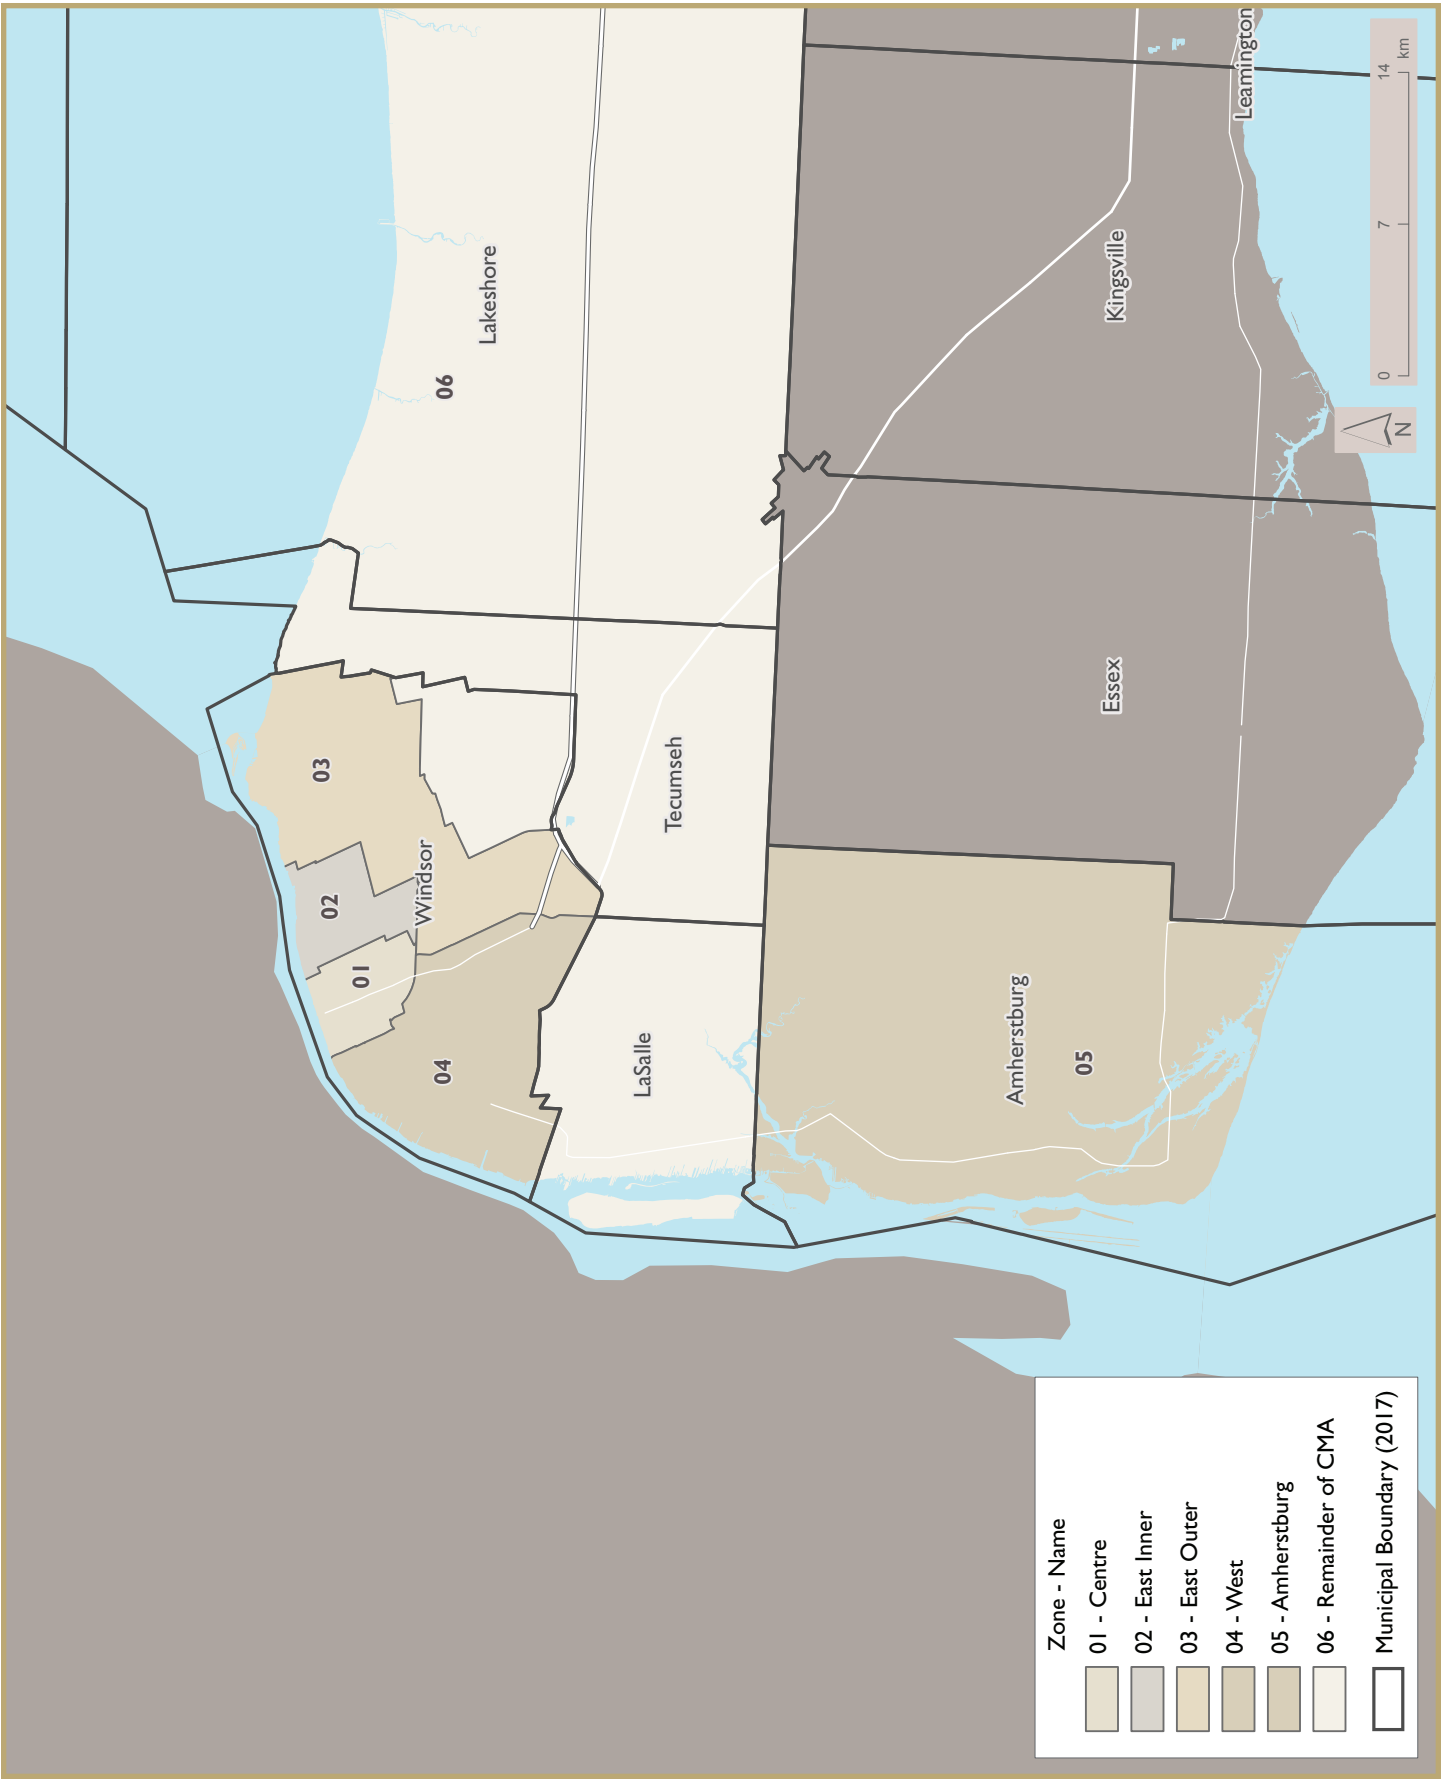 03
02
01
04
Windsor
06
Lakeshore
Tecumseh
LaSalle
Amherstburg
05
Essex
Kingsville
Leamington
Zone - Name
01 - Centre
02 - East Inner
03 - East Outer
04 - West
05 - Amherstburg
06 - Remainder of CMA
Municipal Boundary (2017)
N
0 7 14
km